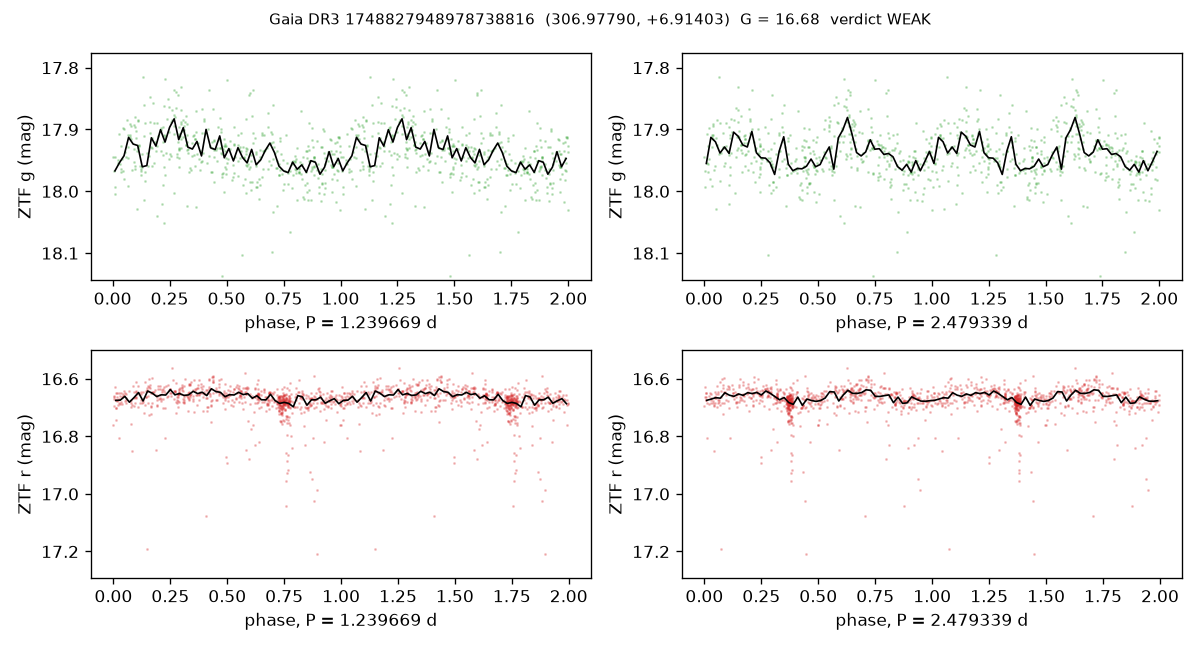 Gaia DR3 1748827948978738816 (306.97790, +6.91403) G = 16.68 verdict WEAK
ZTF g (mag)
17.8
17.9
18.0
18.1
0.00 0.25 0.50 0.75 1.00 1.25 1.50 1.75 2.00
phase, P = 1.239669 d
ZTF g (mag)
17.8
17.9
18.0
18.1
0.00 0.25 0.50 0.75 1.00 1.25 1.50 1.75 2.00
phase, P = 2.479339 d
ZTF r (mag)
16.6
16.8
17.0
17.2
0.00 0.25 0.50 0.75 1.00 1.25 1.50 1.75 2.00
phase, P = 1.239669 d
ZTF r (mag)
16.6
16.8
17.0
17.2
0.00 0.25 0.50 0.75 1.00 1.25 1.50 1.75 2.00
phase, P = 2.479339 d